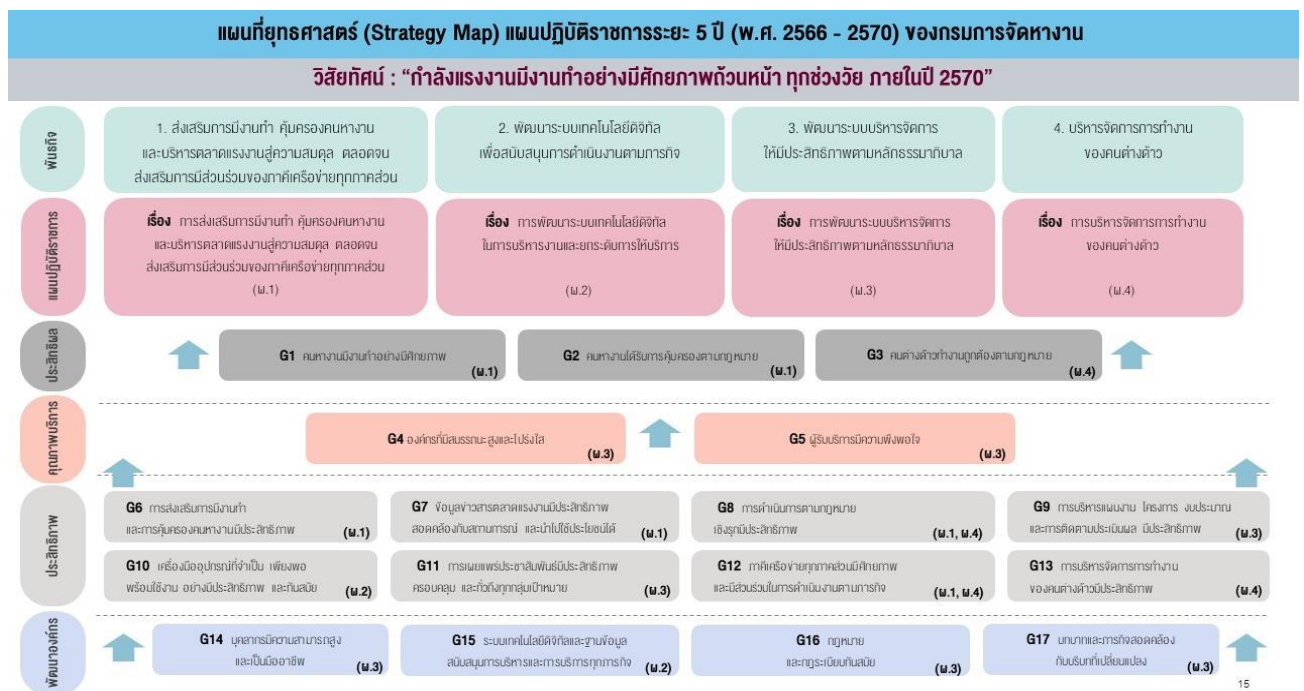 แผนที่ยุทธศาสตร์ (Strategy Map) แผนปฏิบัติราชการระยะ 5 ปี (พ.ศ. 2566 - 2570) ของกรมการจัดหางาน
วิสัยทัศน์ : “กำลังแรงงานมีงานทำอย่างมีศักยภาพถ้วนหน้า ทุกช่วงวัย ภายในปี 2570”
พันธกิจ
1. ส่งเสริมการมีงานทำ คุ้มครองคนหางาน
และบริหารตลาดแรงงานสู่ความสมดุล ตลอดจน
ส่งเสริมการมีส่วนร่วมของภาคีเครือข่ายทุกภาคส่วน
2. พัฒนาระบบเทคโนโลยีดิจิทัล
เพื่อสนับสนุนการดำเนินงานตามภารกิจ
3. พัฒนาระบบบริหารจัดการ
ให้มีประสิทธิภาพตามหลักธรรมาภิบาล
4. บริหารจัดการการทำงาน
ของคนต่างด้าว
แผนปฏิบัติราชการ
เรื่อง การส่งเสริมการมีงานทำ คุ้มครองคนหางาน
และบริหารตลาดแรงงานสู่ความสมดุล ตลอดจน
ส่งเสริมการมีส่วนร่วมของภาคีเครือข่ายทุกภาคส่วน
(ผ.1)
เรื่อง การพัฒนาระบบเทคโนโลยีดิจิทัล
ในการบริหารงานและยกระดับการให้บริการ
(ผ.2)
เรื่อง การพัฒนาระบบบริหารจัดการ
ให้มีประสิทธิภาพตามหลักธรรมาภิบาล
(ผ.3)
เรื่อง การบริหารจัดการการทำงาน
ของคนต่างด้าว
(ผ.4)
ประสิทธิผล
G1 คนหางานมีงานทำอย่างมีศักยภาพ
(ผ.1)
G2 คนหางานได้รับการคุ้มครองตามกฎหมาย
(ผ.1)
G3 คนต่างด้าวทำงานถูกต้องตามกฎหมาย
(ผ.4)
คุณภาพบริการ
G4 องค์กรที่มีสมรรถนะสูงและโปร่งใส
(ผ.3)
G5 ผู้รับบริการมีความพึงพอใจ
(ผ.3)
ประสิทธิภาพ
G6 การส่งเสริมการมีงานทำ
และการคุ้มครองคนหางานมีประสิทธิภาพ (ผ.1)
G7 ข้อมูลข่าวสารตลาดแรงงานมีประสิทธิภาพ
สอดคล้องกับสถานการณ์ และนำไปใช้ประโยชน์ได้ (ผ.1)
G8 การดำเนินการตามกฎหมาย
เชิงรุกมีประสิทธิภาพ (ผ.1, ผ.4)
G9 การบริหารแผนงาน โครงการ งบประมาณ
และการติดตามประเมินผล มีประสิทธิภาพ (ผ.3)
G10 เครื่องมืออุปกรณ์ที่จำเป็น เพียงพอ
พร้อมใช้งาน อย่างมีประสิทธิภาพ และทันสมัย (ผ.2)
G11 การเผยแพร่ประชาสัมพันธ์มีประสิทธิภาพ
ครอบคลุม และทั่วถึงทุกกลุ่มเป้าหมาย (ผ.3)
G12 ภาคีเครือข่ายทุกภาคส่วนมีศักยภาพ
และมีส่วนร่วมในการดำเนินงานตามภารกิจ (ผ.1, ผ.4)
G13 การบริหารจัดการการทำงาน
ของคนต่างด้าวมีประสิทธิภาพ (ผ.4)
พัฒนาองค์กร
G14 บุคลากรมีความสามารถสูง
และเป็นมืออาชีพ (ผ.3)
G15 ระบบเทคโนโลยีดิจิทัลและฐานข้อมูล
สนับสนุนการบริหารและการบริการทุกภารกิจ (ผ.2)
G16 กฎหมาย
และกฎระเบียบทันสมัย (ผ.3)
G17 บทบาทและภารกิจสอดคล้อง
กับบริบทที่เปลี่ยนแปลง (ผ.3)
15